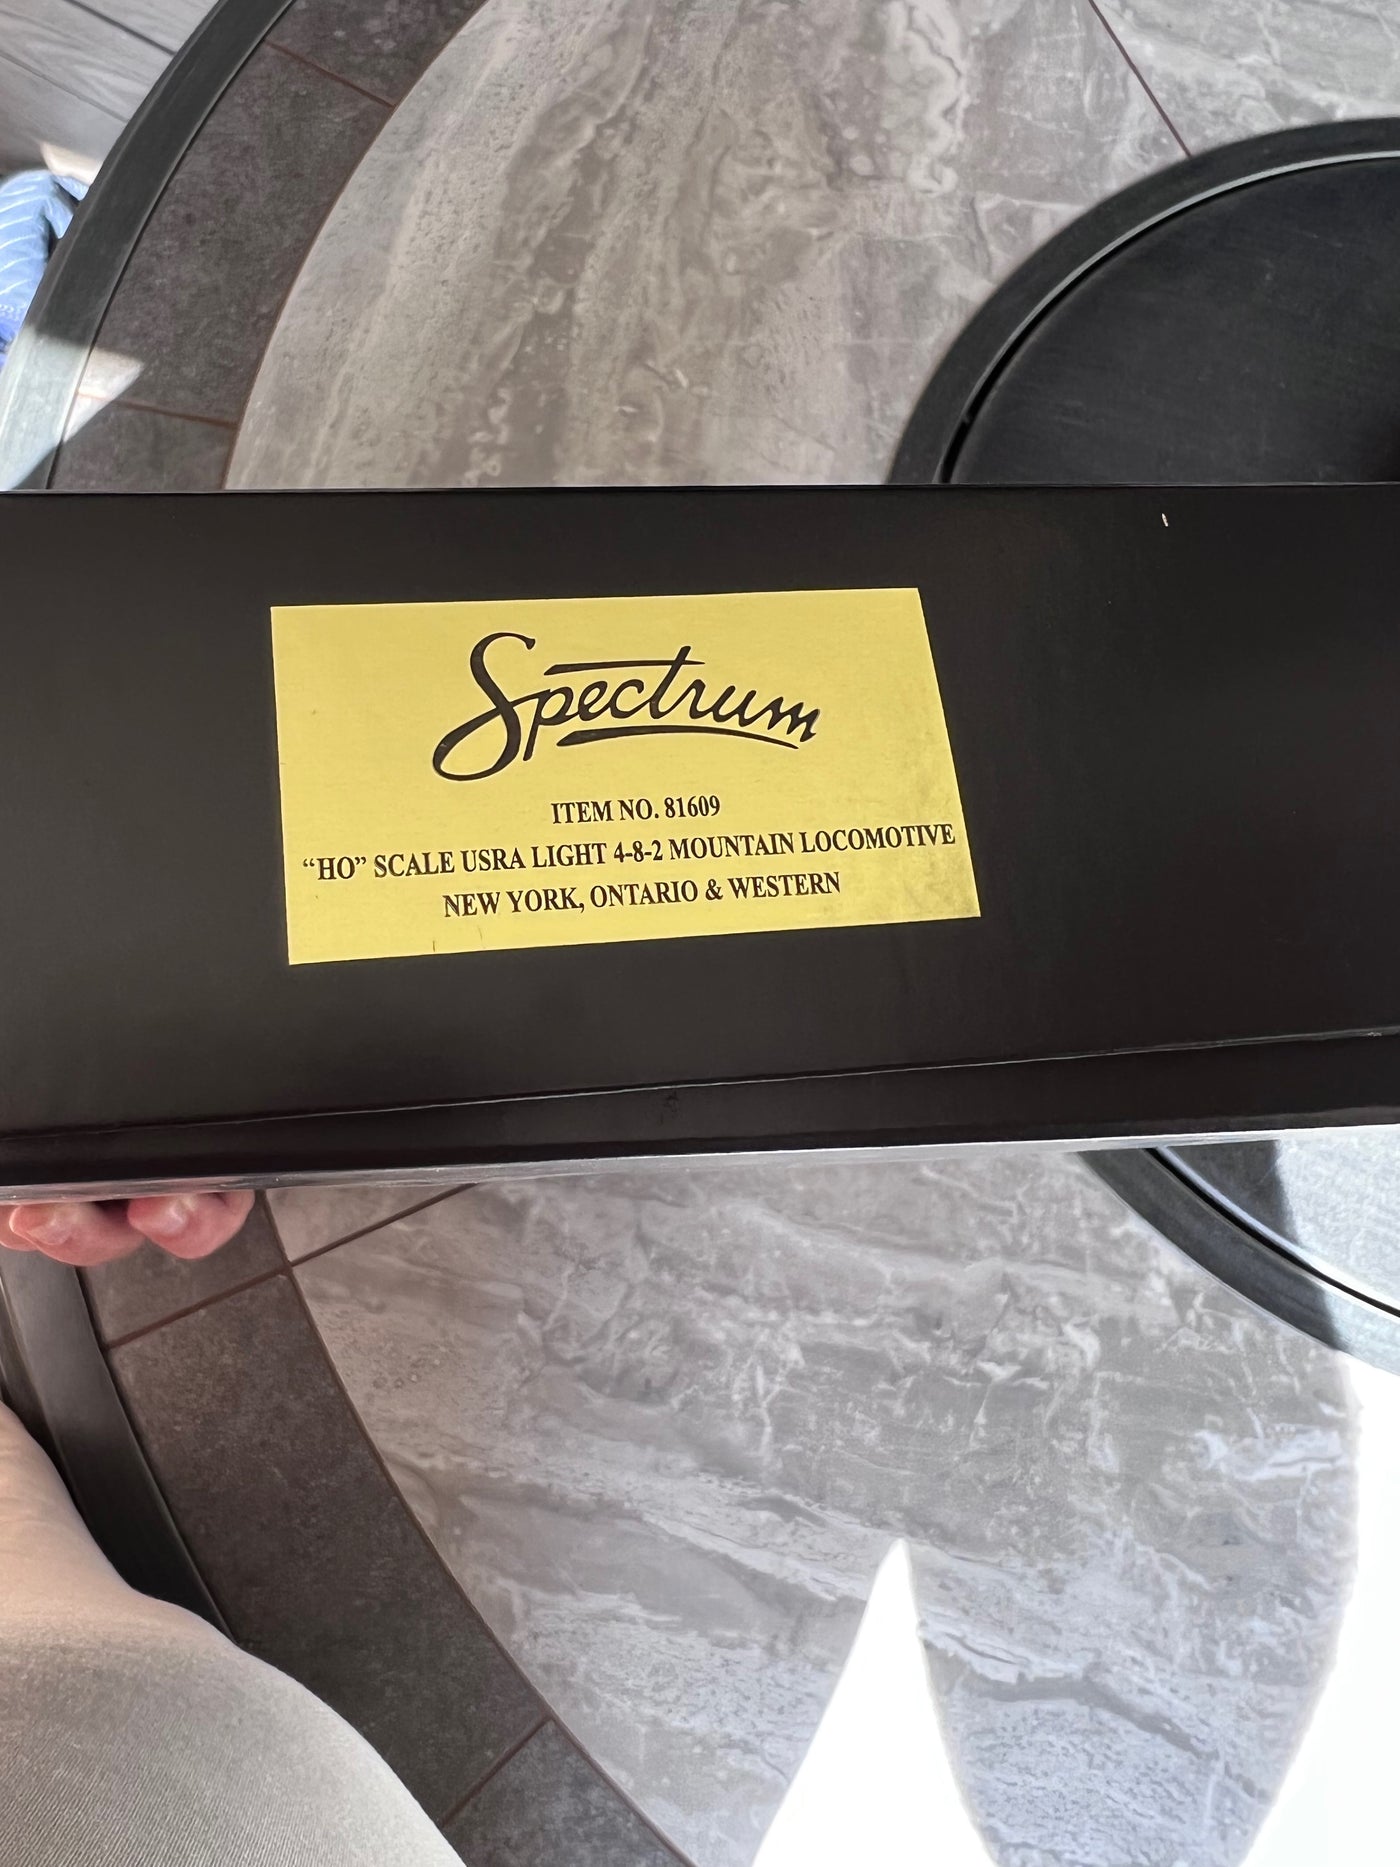 Spectrum
ITEM NO. 81609
“HO” SCALE USRA LIGHT 4-8-2 MOUNTAIN LOCOMOTIVE
NEW YORK, ONTARIO & WESTERN